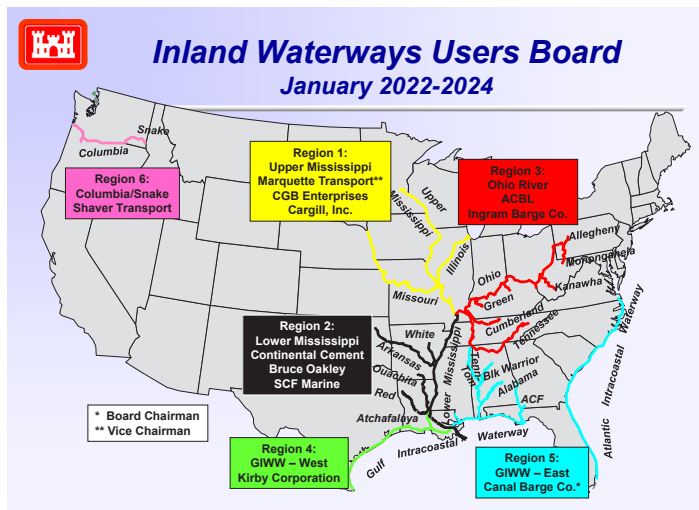 Inland Waterways Users Board
January 2022-2024
Snake
Columbia
Region 6:
Columbia/Snake
Shaver Transport
Region 1:
Upper Mississippi
Marquette Transport**
CGB Enterprises
Cargill, Inc.
Region 3:
Ohio River
ACBL
Ingram Barge Co.
Upper
Mississippi
Illinois
Missouri
Allegheny
Monongahela
Kanawha
Ohio
Green
Cumberland
Tennessee
Region 2:
Lower Mississippi
Continental Cement
Bruce Oakley
SCF Marine
White
Arkansas
Ouachita
Red
Atchafalaya
Lower Mississippi
Tenn
Tom
Blk Warrior
Alabama
ACF
Atlantic Intracoastal Waterway
* Board Chairman
** Vice Chairman
Region 4:
GIWW – West
Kirby Corporation
Gulf Intracoastal Waterway
Region 5:
GIWW – East
Canal Barge Co.*